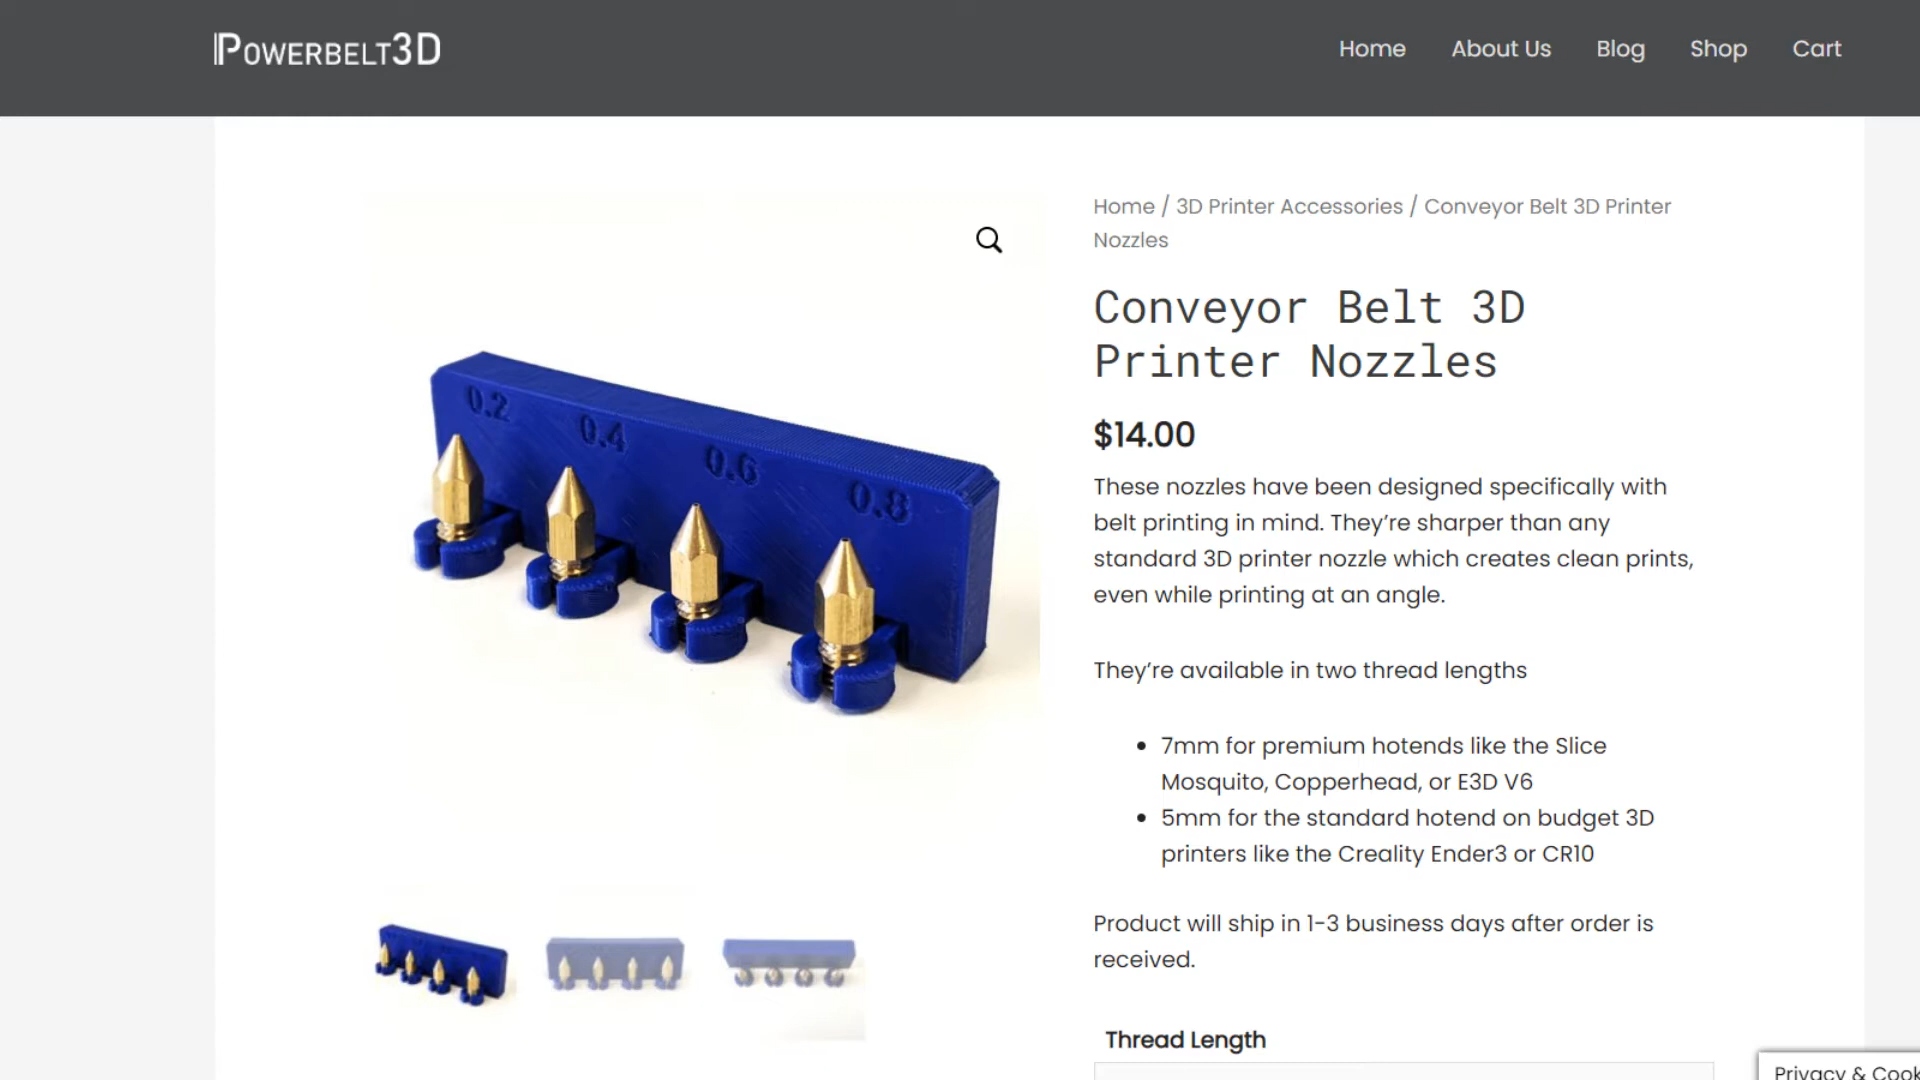 POWERBELT3D
Home About Us Blog Shop Cart
Home / 3D Printer Accessories / Conveyor Belt 3D Printer
Nozzles
Conveyor Belt 3D
Printer Nozzles
$14.00
These nozzles have been designed specifically with
belt printing in mind. They’re sharper than any
standard 3D printer nozzle which creates clean prints,
even while printing at an angle.
They’re available in two thread lengths
7mm for premium hotends like the Slice
Mosquito, Copperhead, or E3D V6
5mm for the standard hotend on budget 3D
printers like the Creality Ender3 or CR10
Product will ship in 1-3 business days after order is
received.
Thread Length
0.2
0.4
0.6
0.8
Privacy & Cook